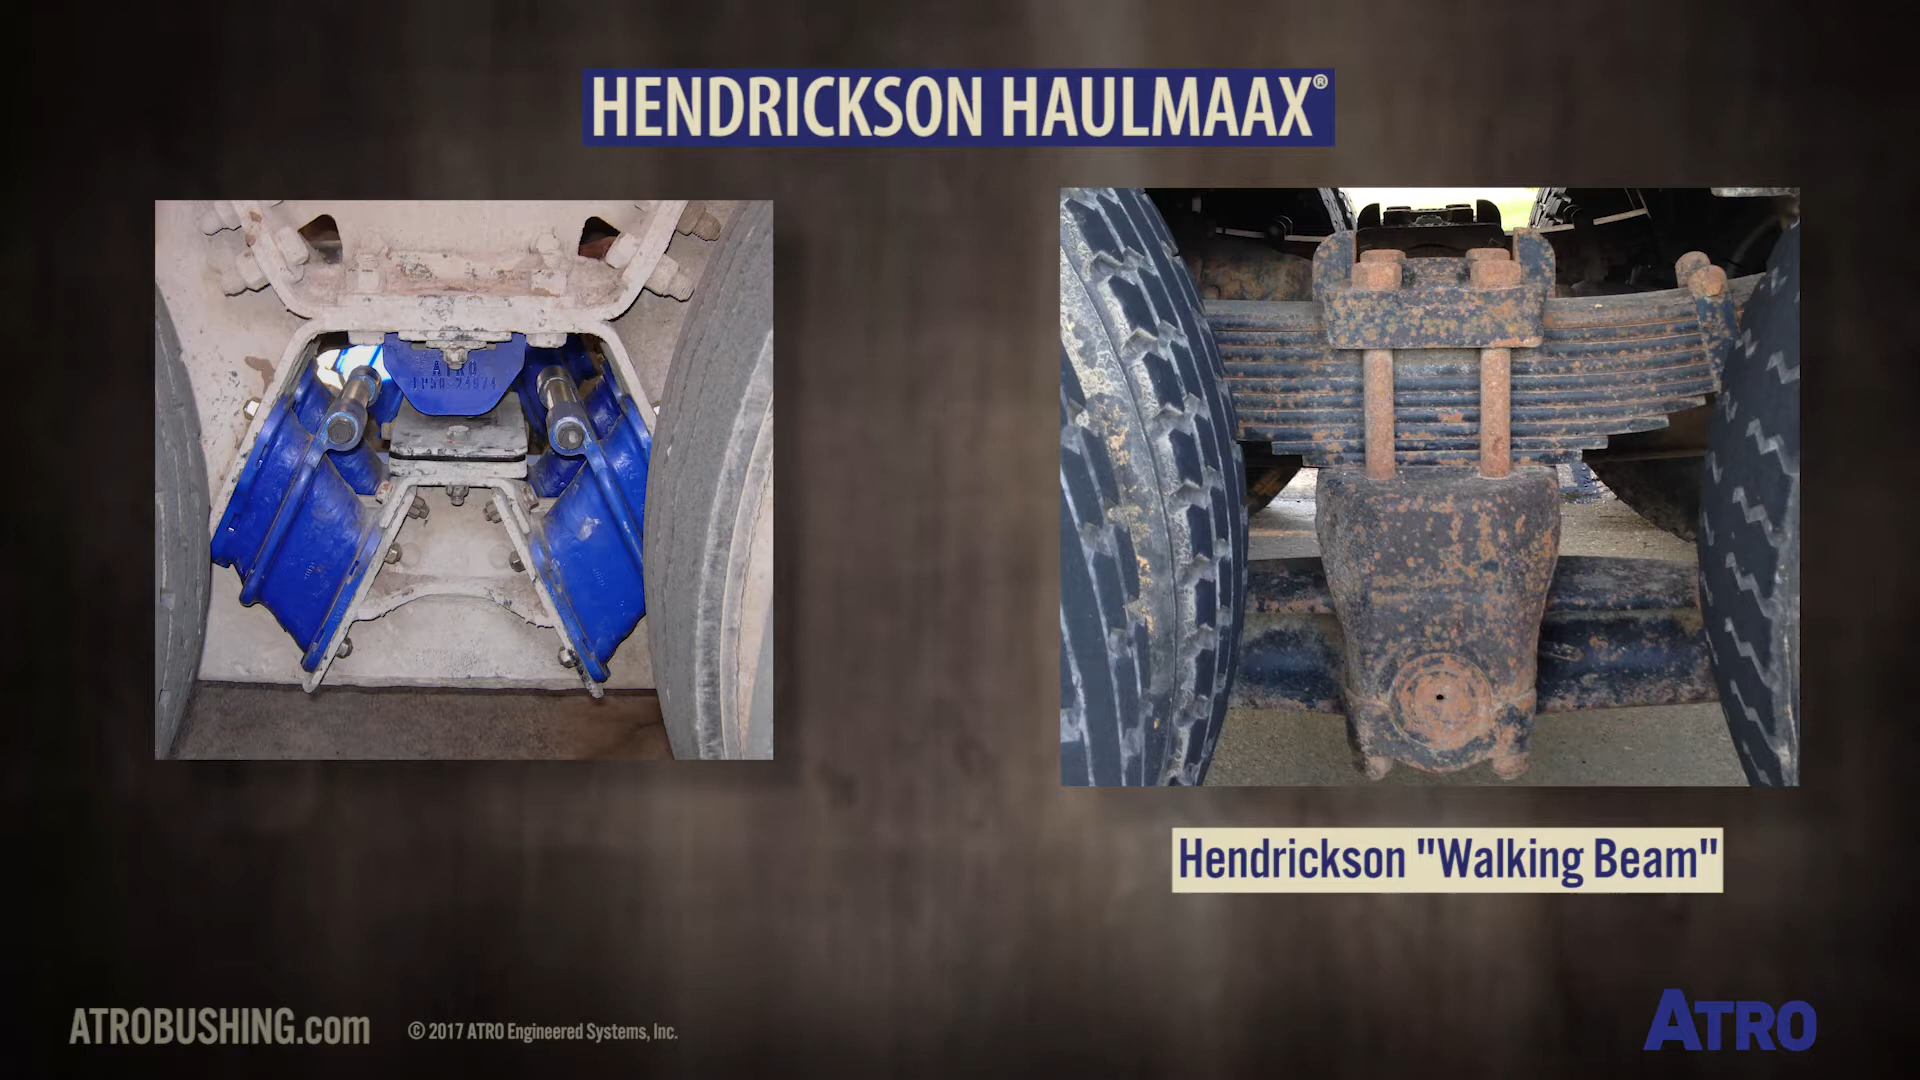 HENDRICKSON HAULMAAX®
ATRO
Hendrickson "Walking Beam"
ATROBUSHING.com
© 2017 ATRO Engineered Systems, Inc.
ATRO